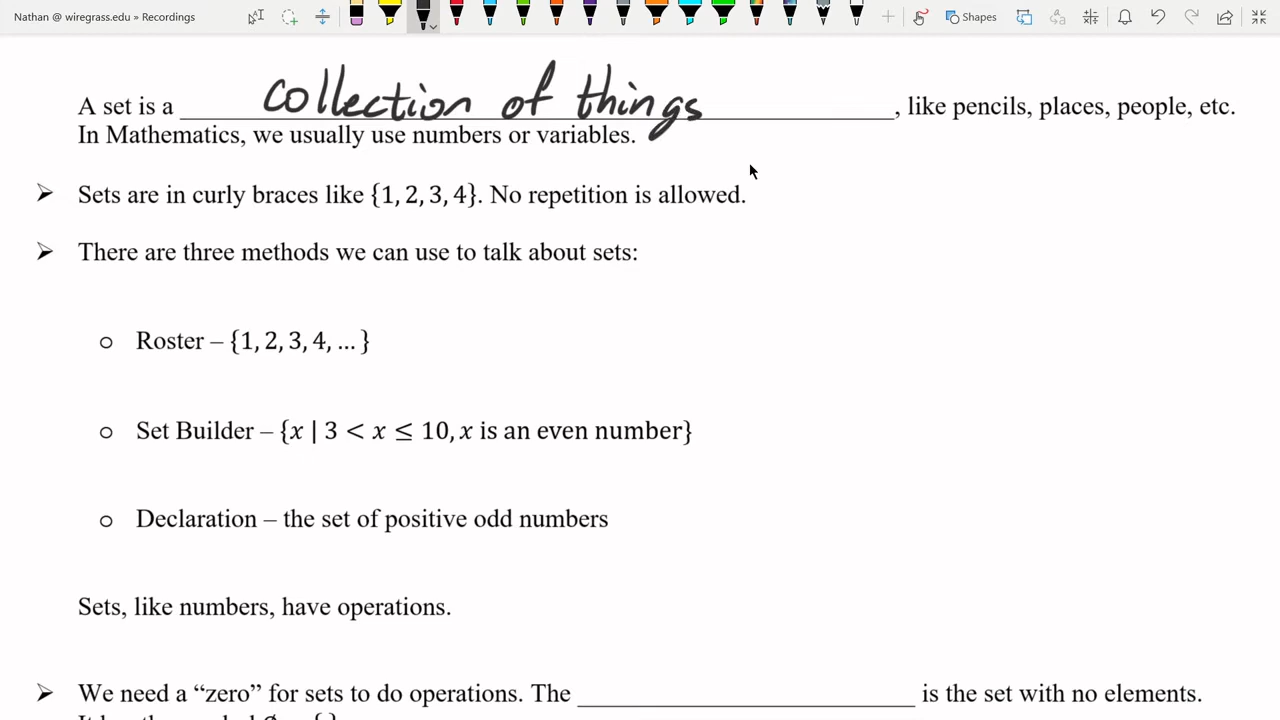 Nathan @ wiregrass.edu » Recordings
Shapes
A set is a collection of things, like pencils, places, people, etc.
In Mathematics, we usually use numbers or variables.
➢ Sets are in curly braces like {1, 2, 3, 4}. No repetition is allowed.
➢ There are three methods we can use to talk about sets:
o Roster – {1, 2, 3, 4, … }
o Set Builder – {x | 3 < x ≤ 10, x is an even number}
o Declaration – the set of positive odd numbers
Sets, like numbers, have operations.
➢ We need a “zero” for sets to do operations. The __________ is the set with no elements.